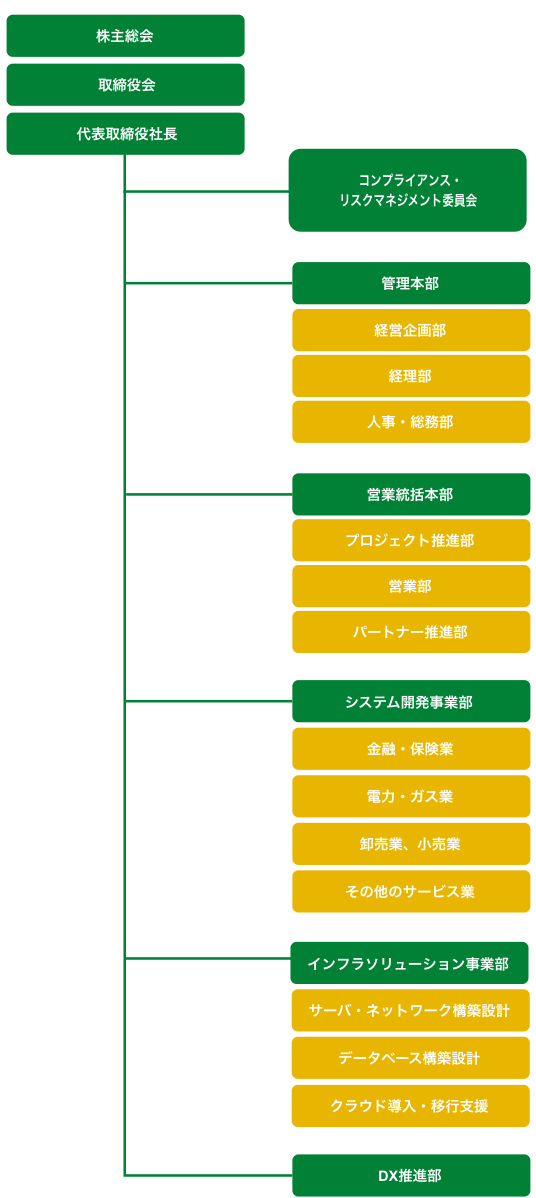 株主総会
取締役会
代表取締役社長
コンプライアンス・
リスクマネジメント委員会
管理本部
経営企画部
経理部
人事・総務部
営業統括本部
プロジェクト推進部
営業部
パートナー推進部
システム開発事業部
金融・保険業
電力・ガス業
卸売業、小売業
その他のサービス業
インフラソリューション事業部
サーバ・ネットワーク構築設計
データベース構築設計
クラウド導入・移行支援
DX推進部